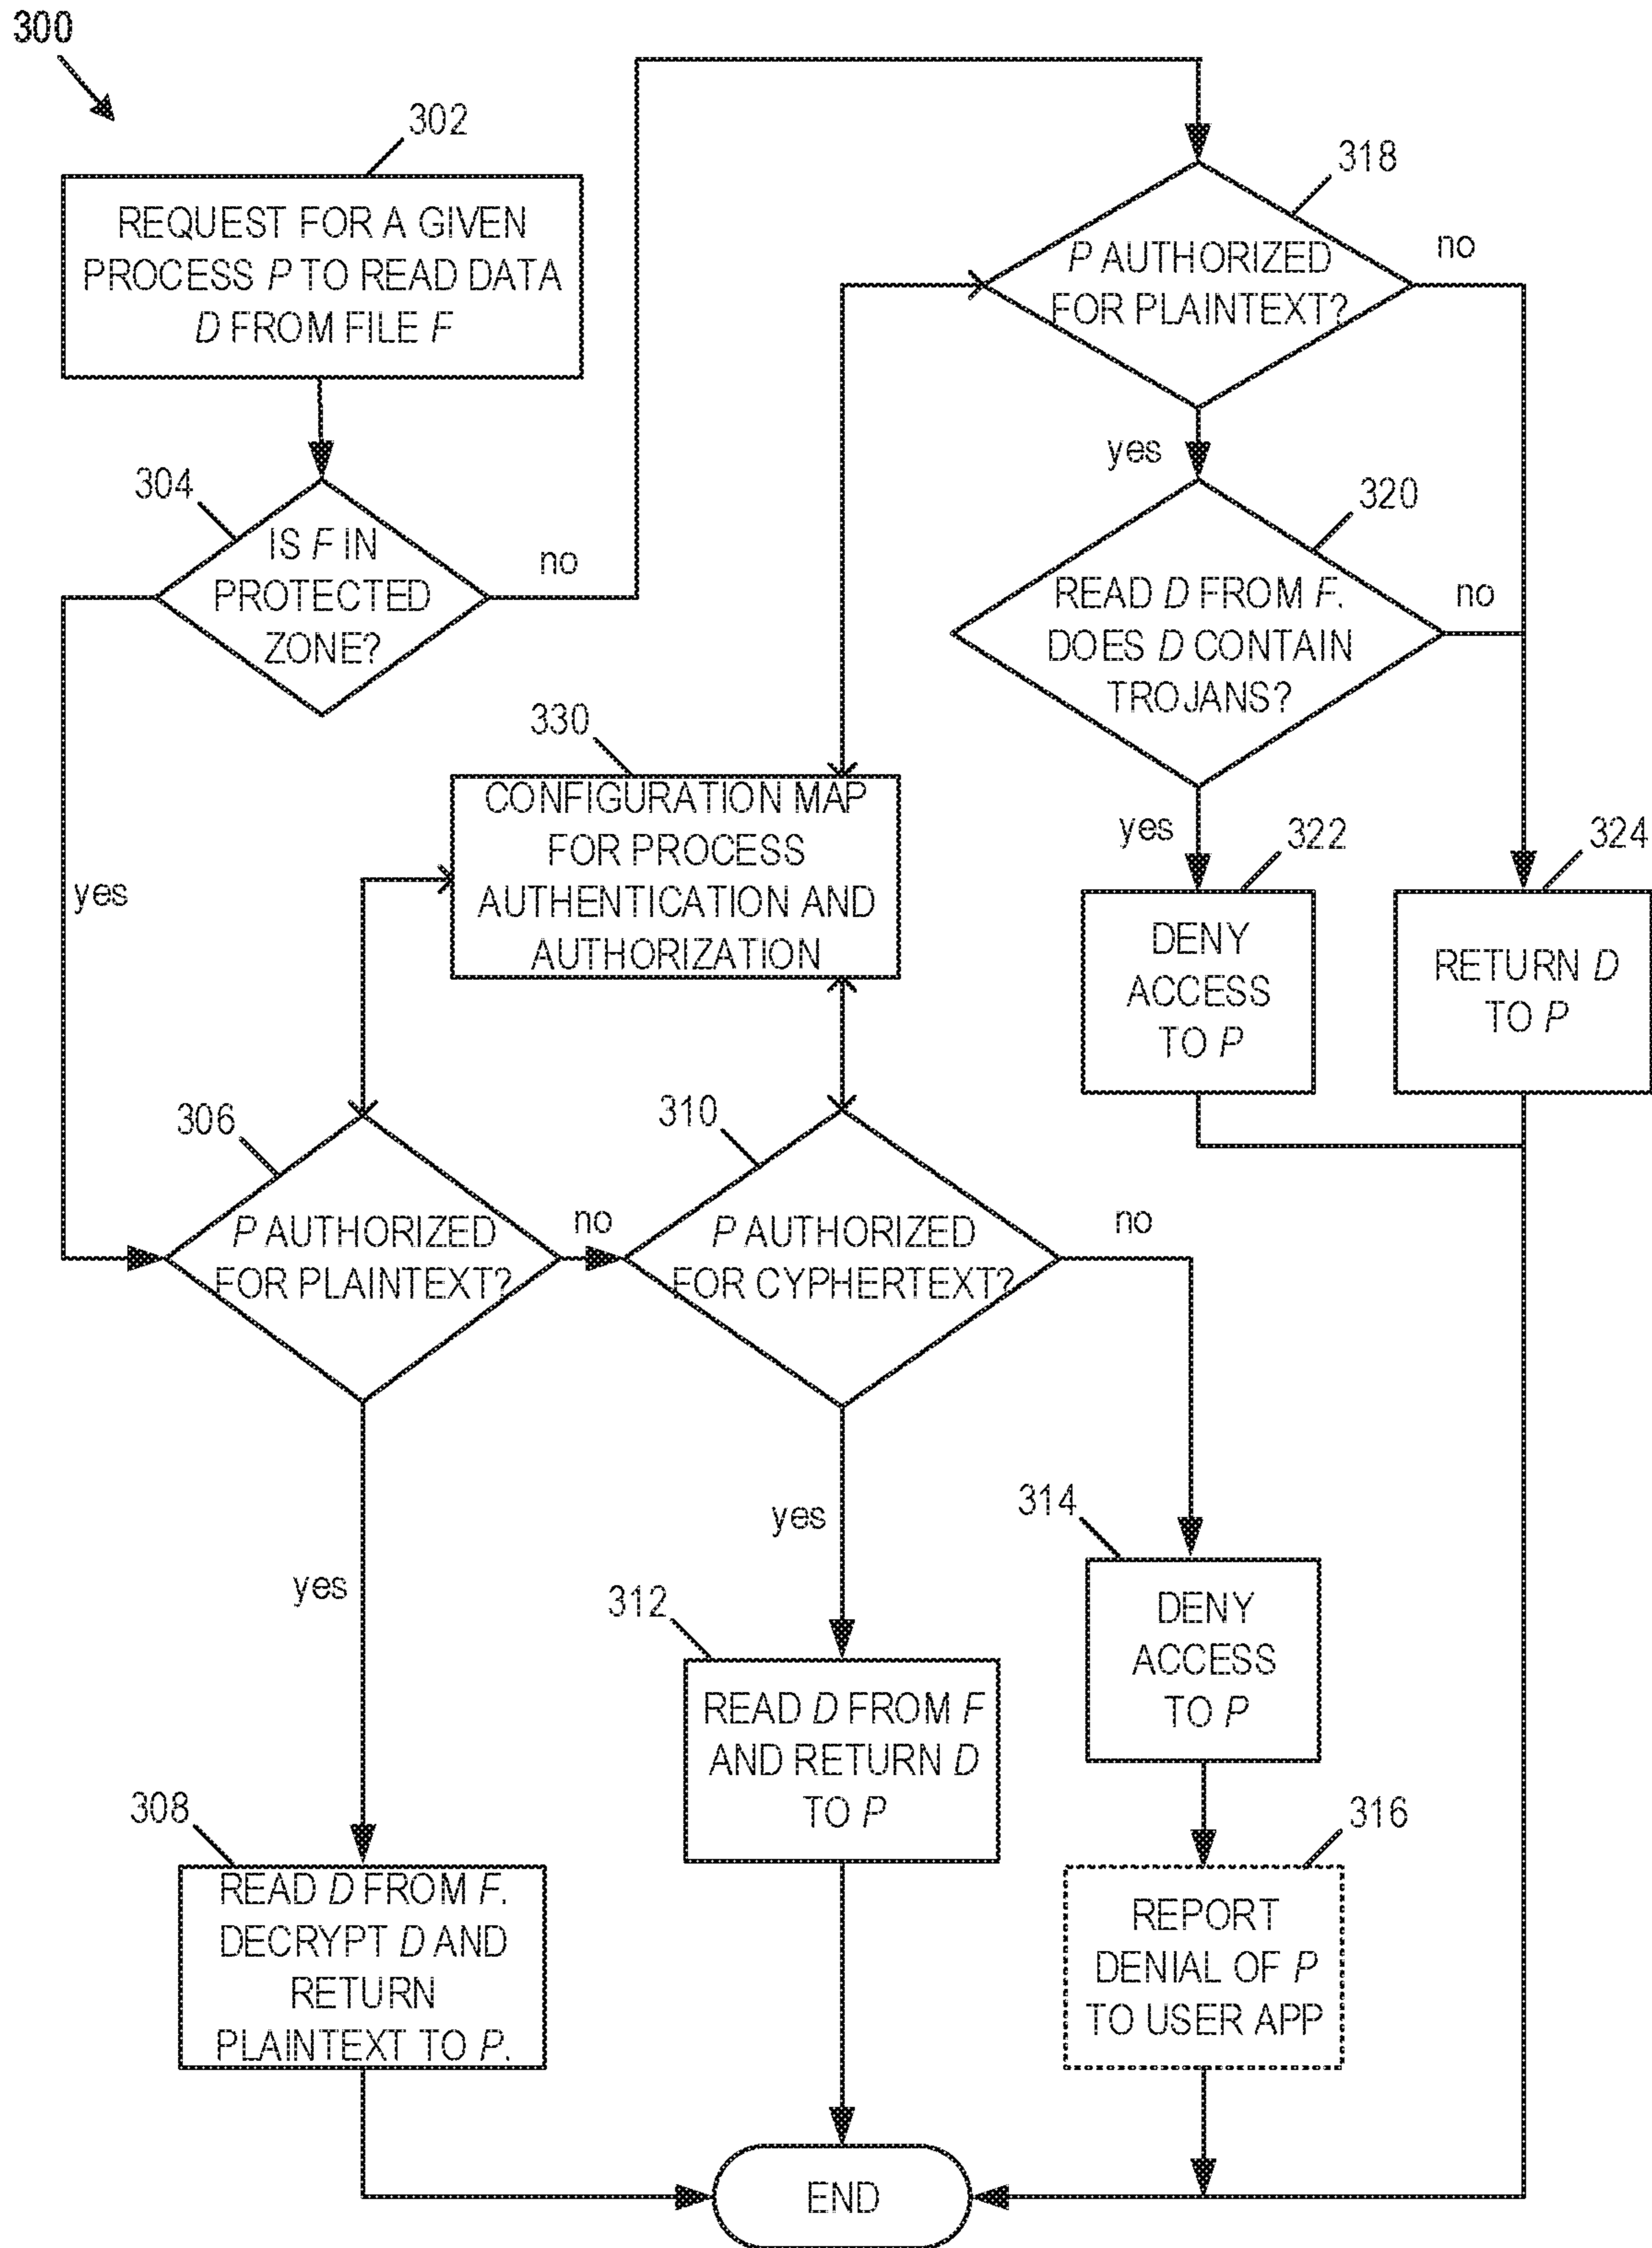 300
302
REQUEST FOR A GIVEN
PROCESS P TO READ DATA
D FROM FILE F
304
IS F IN
PROTECTED
ZONE?
no
yes
318
P AUTHORIZED
FOR PLAINTEXT?
no
yes
320
READ D FROM F.
DOES D CONTAIN
TROJANS?
no
yes
322
DENY
ACCESS
TO P
324
RETURN D
TO P
330
CONFIGURATION MAP
FOR PROCESS
AUTHENTICATION AND
AUTHORIZATION
306
P AUTHORIZED
FOR PLAINTEXT?
no
yes
310
P AUTHORIZED
FOR CYPHERTEXT?
no
yes
308
READ D FROM F.
DECRYPT D AND
RETURN
PLAINTEXT TO P.
312
READ D FROM F
AND RETURN D
TO P
314
DENY
ACCESS
TO P
316
REPORT
DENIAL OF P
TO USER APP
END